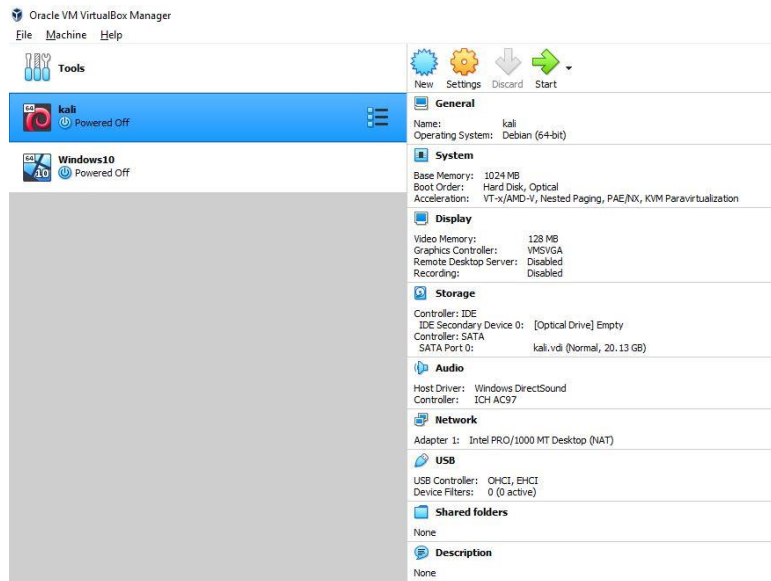 Oracle VM VirtualBox Manager
File Machine Help
Tools
64
kali
Powered Off
64
10
Windows10
Powered Off
New Settings Discard Start
General
Name: kali
Operating System: Debian (64-bit)
System
Base Memory: 1024 MB
Boot Order: Hard Disk, Optical
Acceleration: VT-x/AMD-V, Nested Paging, PAE/NX, KVM Paravirtualization
Display
Video Memory: 128 MB
Graphics Controller: VMSVGA
Remote Desktop Server: Disabled
Recording: Disabled
Storage
Controller: IDE
IDE Secondary Device 0: [Optical Drive] Empty
Controller: SATA
SATA Port 0: kali.vdi (Normal, 20.13 GB)
Audio
Host Driver: Windows DirectSound
Controller: ICH AC97
Network
Adapter 1: Intel PRO/1000 MT Desktop (NAT)
USB
USB Controller: OHCI, EHCI
Device Filters: 0 (0 active)
Shared folders
None
Description
None